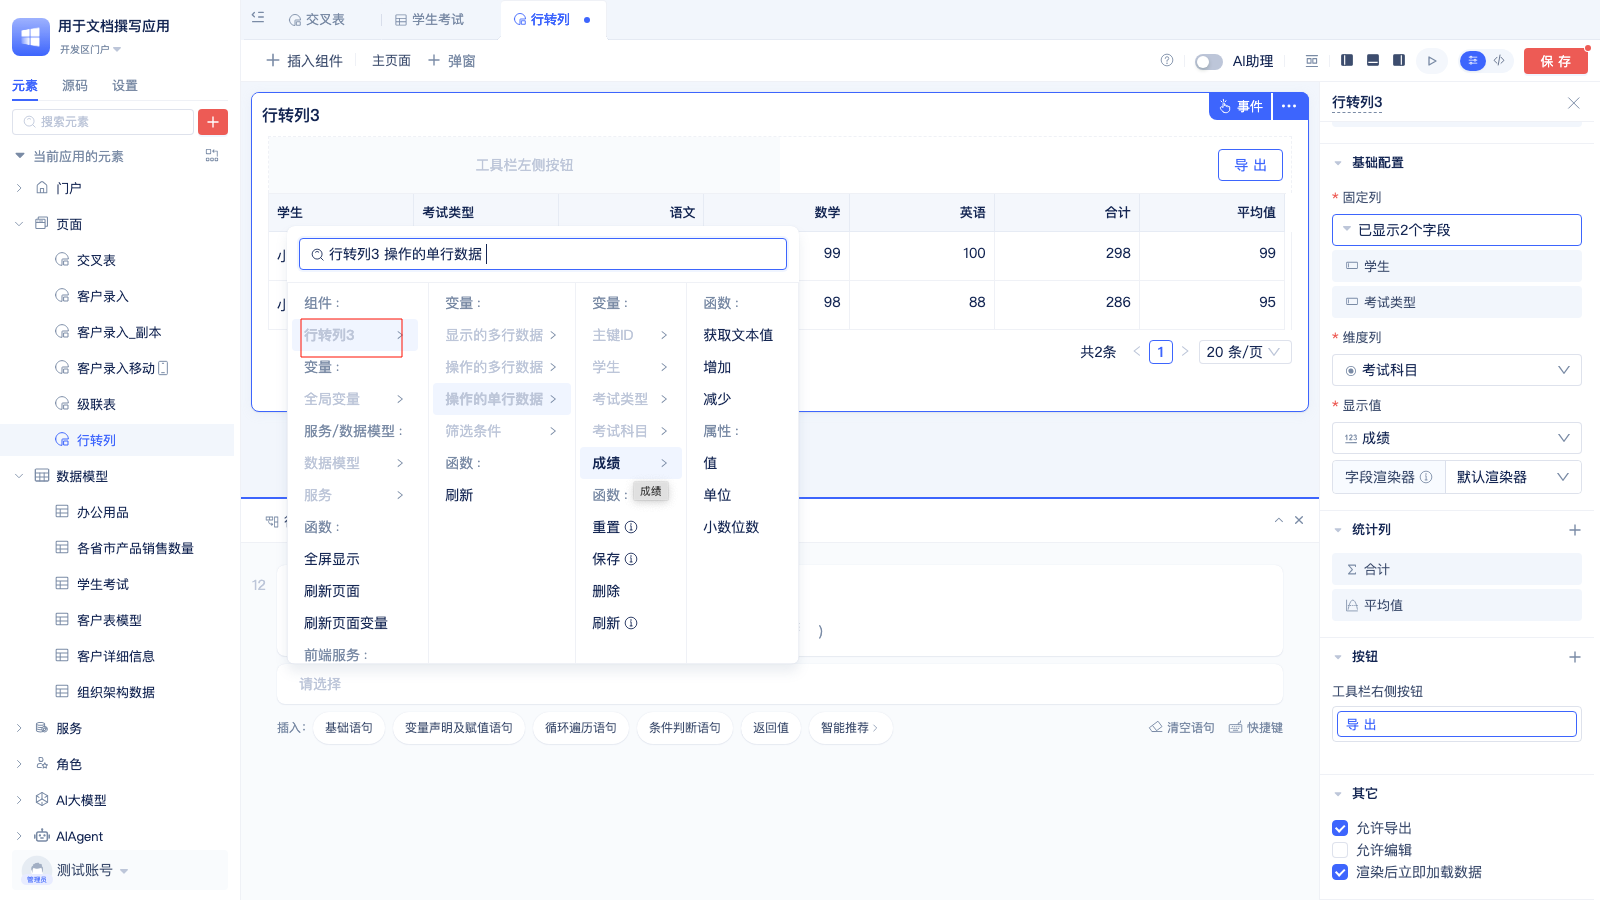 用于文档撰写应用
开发区门户
元素 源码 设置
搜索元素
当前应用的元素
门户
页面
交叉表
客户录入
客户录入_副本
客户录入移动
级联表
行转列
数据模型
办公用品
各省市产品销售数量
学生考试
客户表模型
客户详细信息
组织架构数据
服务
角色
AI大模型
AIAgent
测试账号
管理员
交叉表 学生考试 行转列
插入组件 主页面 弹窗
AI助理
保 存
行转列3
事件
工具栏左侧按钮
导 出
学生 考试类型 语文 数学 英语 合计 平均值
小 99 100 298 99
小 98 88 286 95
共2条 1 20 条/页
行转列3 操作的单行数据
组件 :
行转列3
变量 :
全局变量
服务/数据模型 :
数据模型
服务
函数 :
全屏显示
刷新页面
刷新页面变量
前端服务 :
变量 :
显示的多行数据
操作的多行数据
操作的单行数据
筛选条件
函数 :
刷新
变量 :
主键ID
学生
考试类型
考试科目
成绩
函数 :
成绩
重置
保存
删除
刷新
函数 :
获取文本值
增加
减少
属性 :
值
单位
小数位数
12
)
请选择
插入: 基础语句 变量声明及赋值语句 循环遍历语句 条件判断语句 返回值 智能推荐
清空语句 快捷键
行转列3
基础配置
* 固定列
已显示2个字段
学生
考试类型
* 维度列
考试科目
* 显示值
123 成绩
字段渲染器 默认渲染器
统计列
合计
平均值
按钮
工具栏右侧按钮
导 出
其它
允许导出
允许编辑
渲染后立即加载数据